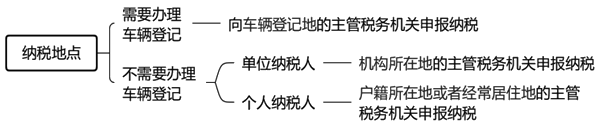 纳税地点
需要办理
车辆登记
向车辆登记地的主管税务机关申报纳税
不需要办理
车辆登记
单位纳税人
机构所在地的主管税务机关申报纳税
个人纳税人
户籍所在地或者经常居住地的主管
税务机关申报纳税